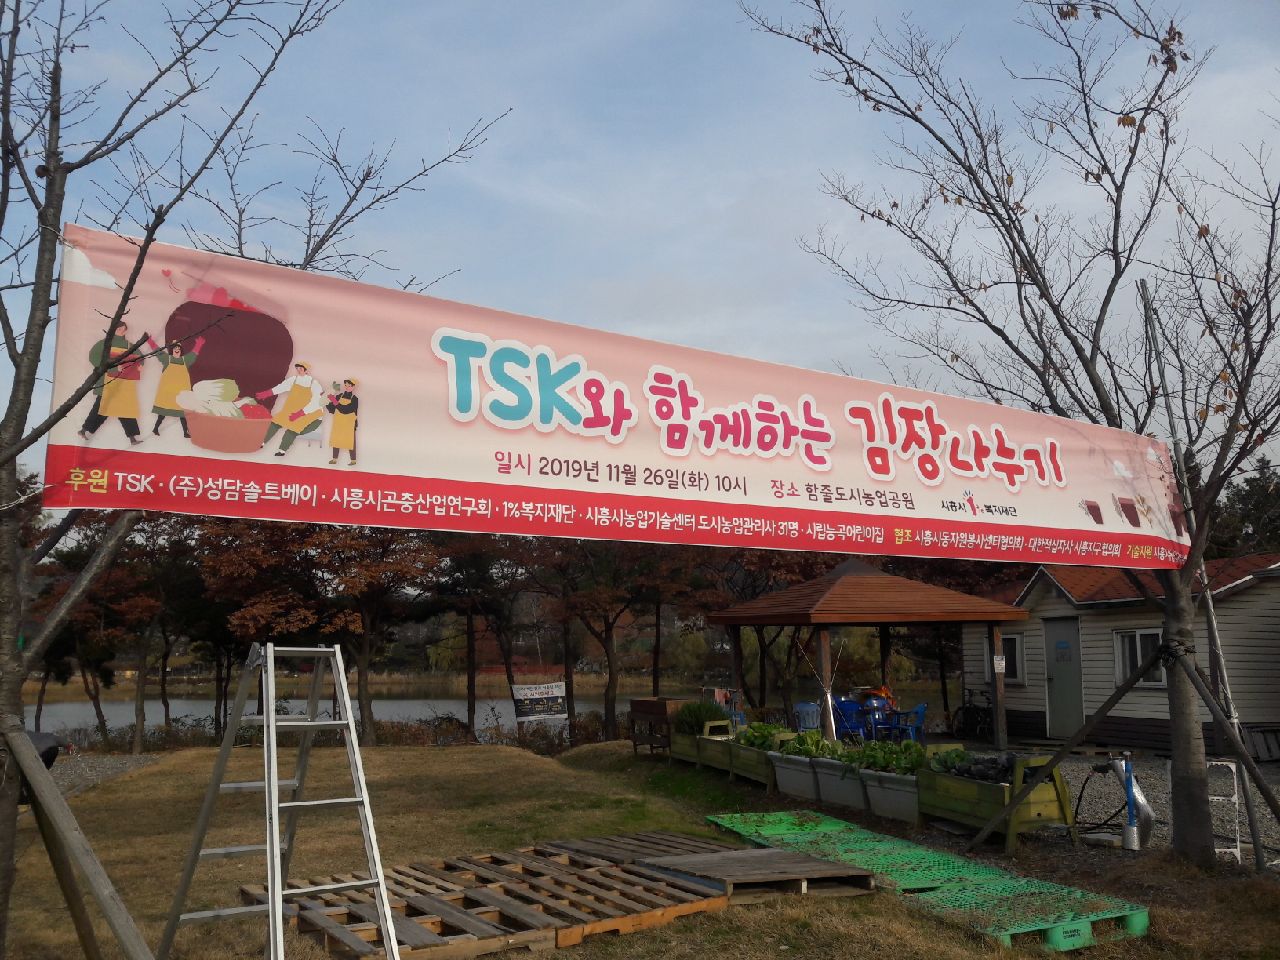 TSK와 함께하는 김장나누기
일시 2019년 11월 26일(화) 10시 장소 함줄도시농업공원
시흥시 1% 복지재단
후원 TSK · (주)성담솔트베이 · 시흥시곤충산업연구회 · 1%복지재단 · 시흥시농업기술센터 도시농업관리사 31명 · 시립능곡어린이집 협조 시흥시동자원봉사센터협의회 · 대한적십자사 시흥지구협의회 기술지원